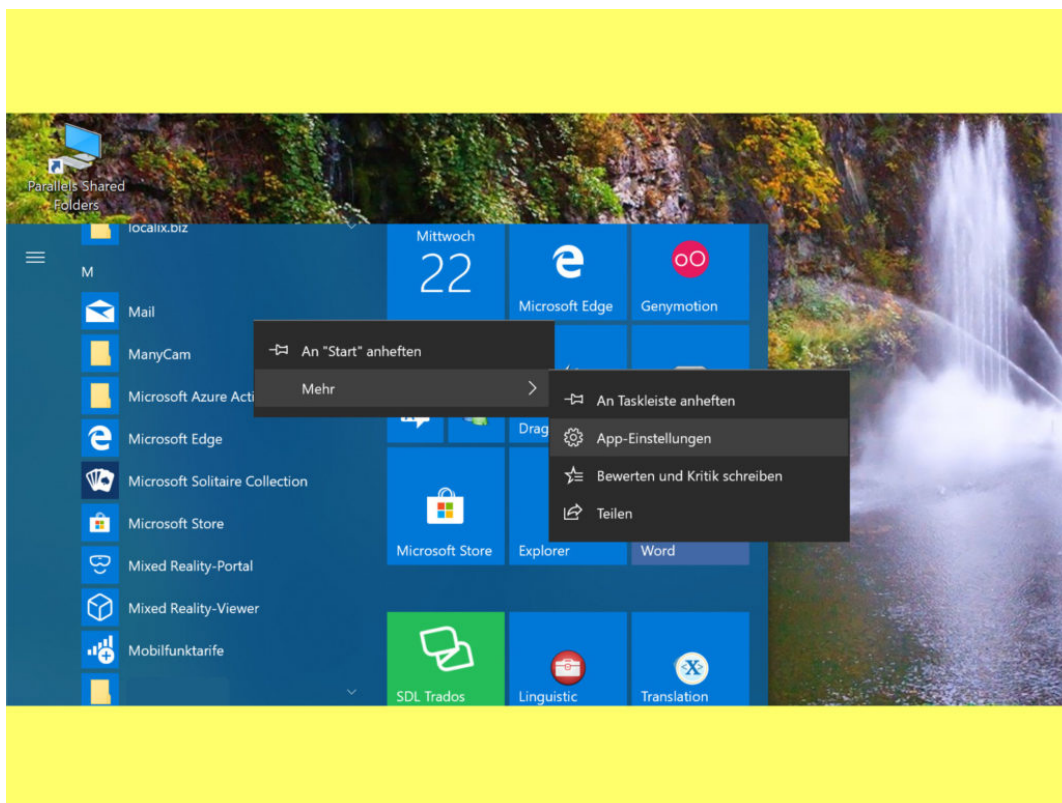 Parallels Shared
Folders
localix.biz
M
Mail
ManyCam
Microsoft Azure Acti
Microsoft Edge
Microsoft Solitaire Collection
Microsoft Store
Mixed Reality-Portal
Mixed Reality-Viewer
Mobilfunktarife
Mittwoch
22
Microsoft Edge
Genymotion
An "Start" anheften
Mehr
Drag
An Taskleiste anheften
App-Einstellungen
Bewerten und Kritik schreiben
Teilen
Microsoft Store
Explorer
Word
SDL Trados
Linguistic
Translation